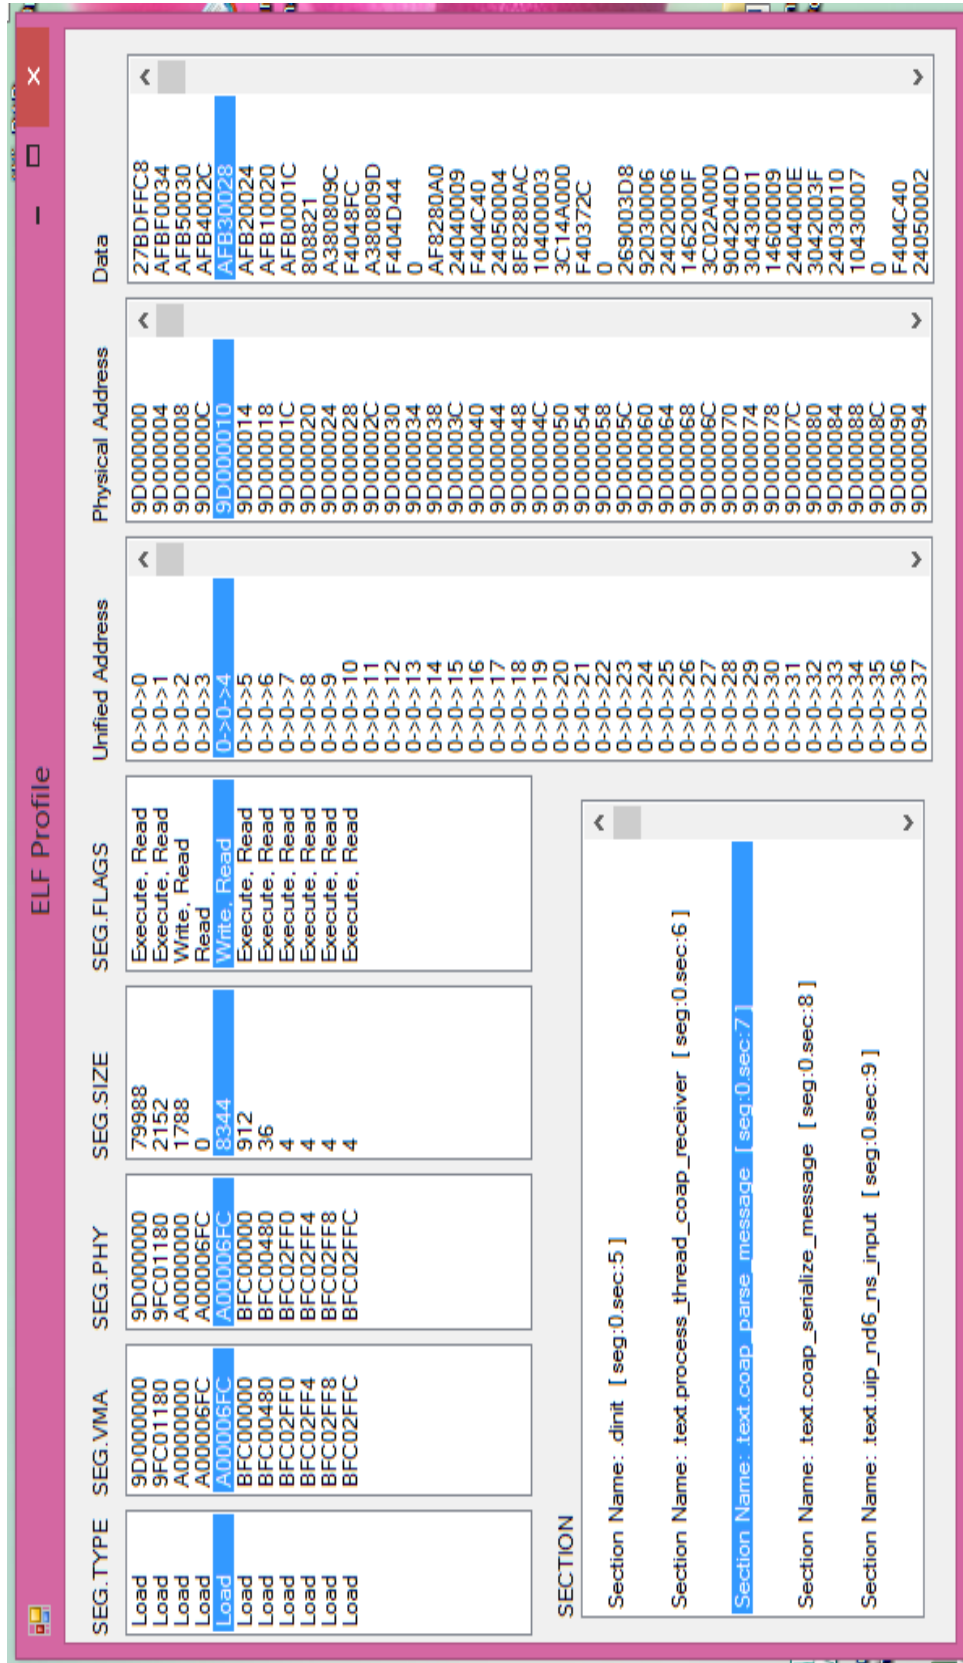 ELF Profile
SEG.TYPE
Load
Load
Load
Load
Load
Load
Load
Load
Load
Load
Load
SEG.VMA
9D000000
9FC01180
A0000000
A00006FC
A00006FC
BFC00000
BFC00480
BFC02FF0
BFC02FF4
BFC02FF8
BFC02FFC
SEG.PHY
9D000000
9FC01180
A0000000
A00006FC
A00006FC
BFC00000
BFC00480
BFC02FF0
BFC02FF4
BFC02FF8
BFC02FFC
SEG.SIZE
79988
2152
1788
0
8344
912
36
4
4
4
4
SEG.FLAGS
Execute, Read
Execute, Read
Write, Read
Read
Write, Read
Execute, Read
Execute, Read
Execute, Read
Execute, Read
Execute, Read
Execute, Read
SECTION
Section Name: .dinit [ seg:0.sec:5 ]
Section Name: .text.process_thread_coap_receiver [ seg:0.sec:6 ]
Section Name: .text.coap_parse_message [ seg:0.sec:7 ]
Section Name: .text.coap_serialize_message [ seg:0.sec:8 ]
Section Name: .text.uip_nd6_ns_input [ seg:0.sec:9 ]
Unified Address
0->0->0
0->0->1
0->0->2
0->0->3
0->0->4
0->0->5
0->0->6
0->0->7
0->0->8
0->0->9
0->0->10
0->0->11
0->0->12
0->0->13
0->0->14
0->0->15
0->0->16
0->0->17
0->0->18
0->0->19
0->0->20
0->0->21
0->0->22
0->0->23
0->0->24
0->0->25
0->0->26
0->0->27
0->0->28
0->0->29
0->0->30
0->0->31
0->0->32
0->0->33
0->0->34
0->0->35
0->0->36
0->0->37
Physical Address
9D000000
9D000004
9D000008
9D00000C
9D000010
9D000014
9D000018
9D00001C
9D000020
9D000024
9D000028
9D00002C
9D000030
9D000034
9D000038
9D00003C
9D000040
9D000044
9D000048
9D00004C
9D000050
9D000054
9D000058
9D00005C
9D000060
9D000064
9D000068
9D00006C
9D000070
9D000074
9D000078
9D00007C
9D000080
9D000084
9D000088
9D00008C
9D000090
9D000094
Data
27BDFFC8
AFBF0034
AFB50030
AFB4002C
AFB30028
AFB20024
AFB10020
AFB0001C
808821
A380809C
F4048FC
A380809D
F404D44
0
AF8280A0
24040009
F404C40
24050004
8F8280AC
10400003
3C14A000
F40372C
0
269003D8
92030006
24020006
1462000F
3C02A000
9042040D
30430001
14600009
2404000E
3042003F
24030010
10430007
0
F404C40
24050002